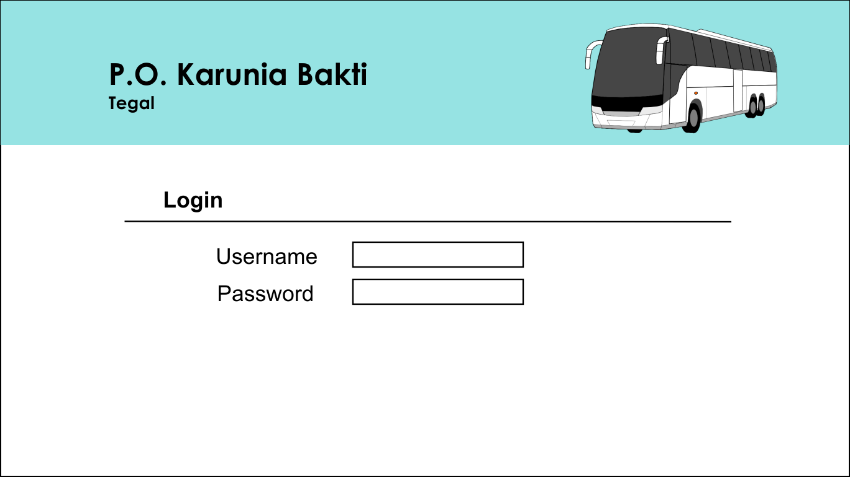 P.O. Karunia Bakti
Tegal
Login
Username
Password